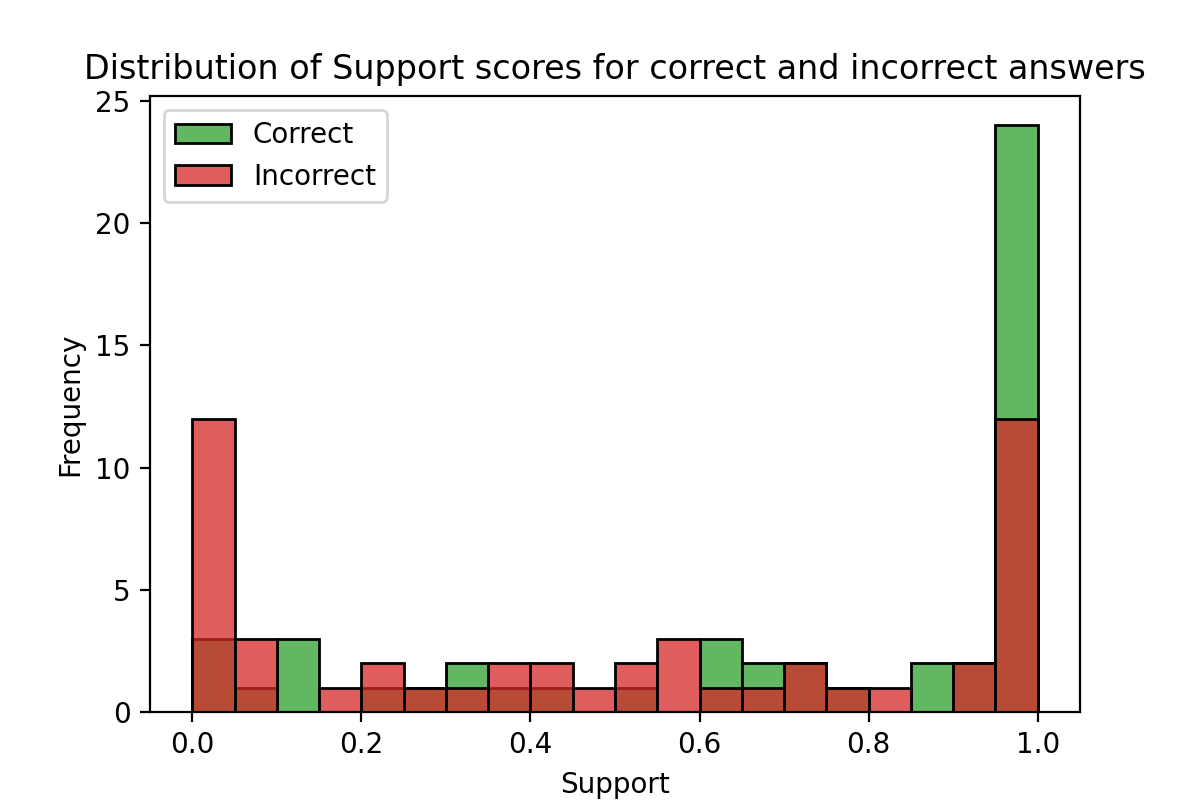 Distribution of Support scores for correct and incorrect answers
25
20
15
10
5
0
Frequency
Correct
Incorrect
0.0 0.2 0.4 0.6 0.8 1.0
Support